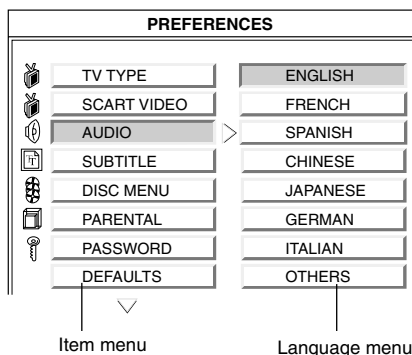 PREFERENCES
TV TYPE
SCART VIDEO
AUDIO
SUBTITLE
DISC MENU
PARENTAL
PASSWORD
DEFAULTS
ENGLISH
FRENCH
SPANISH
CHINESE
JAPANESE
GERMAN
ITALIAN
OTHERS
Item menu
Language menu